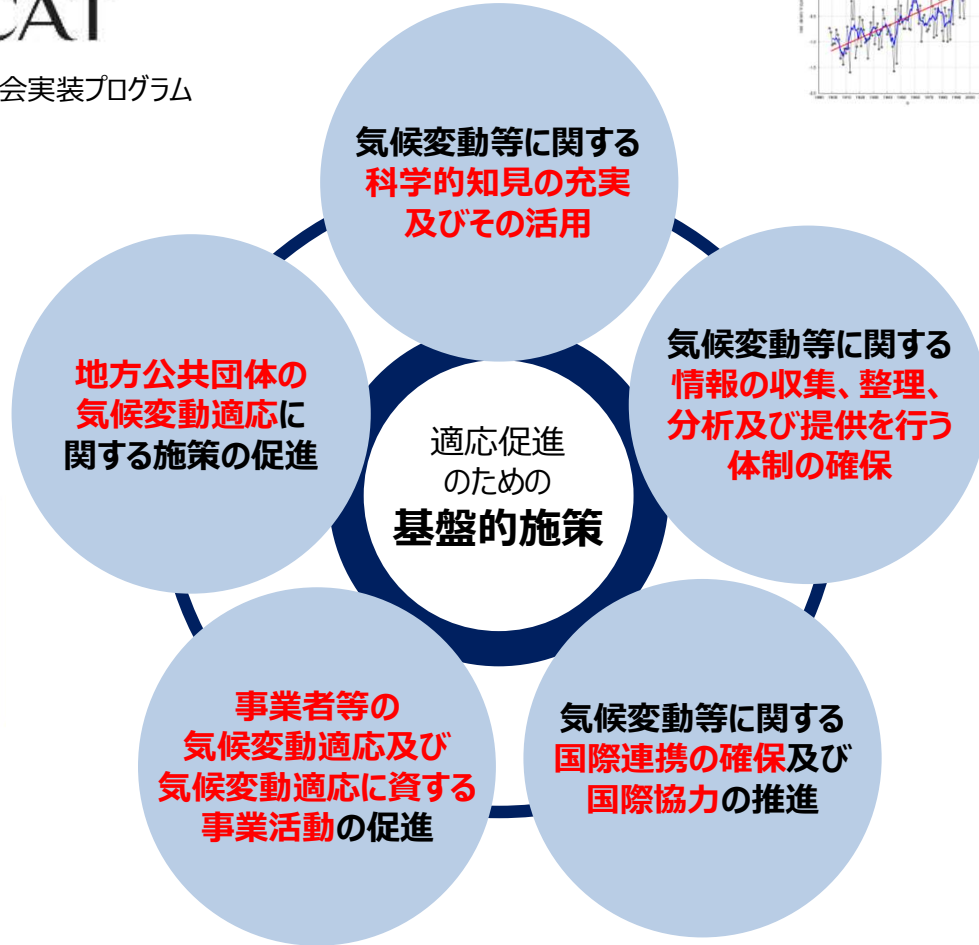 CAT
会実装プログラム
気候変動等に関する
科学的知見の充実
及びその活用
気候変動等に関する
情報の収集、整理、
分析及び提供を行う
体制の確保
地方公共団体の
気候変動適応に
関する施策の促進
適応促進
のための
基盤的施策
事業者等の
気候変動適応及び
気候変動適応に資する
事業活動の促進
気候変動等に関する
国際連携の確保及び
国際協力の推進